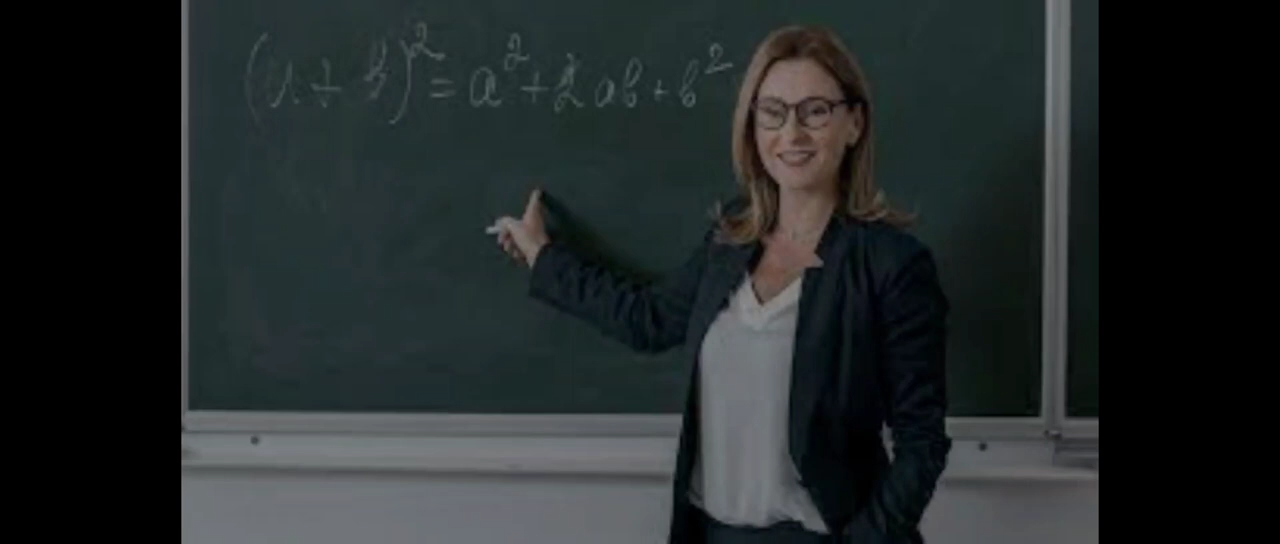 (a + b)² = a² + 2ab + b²